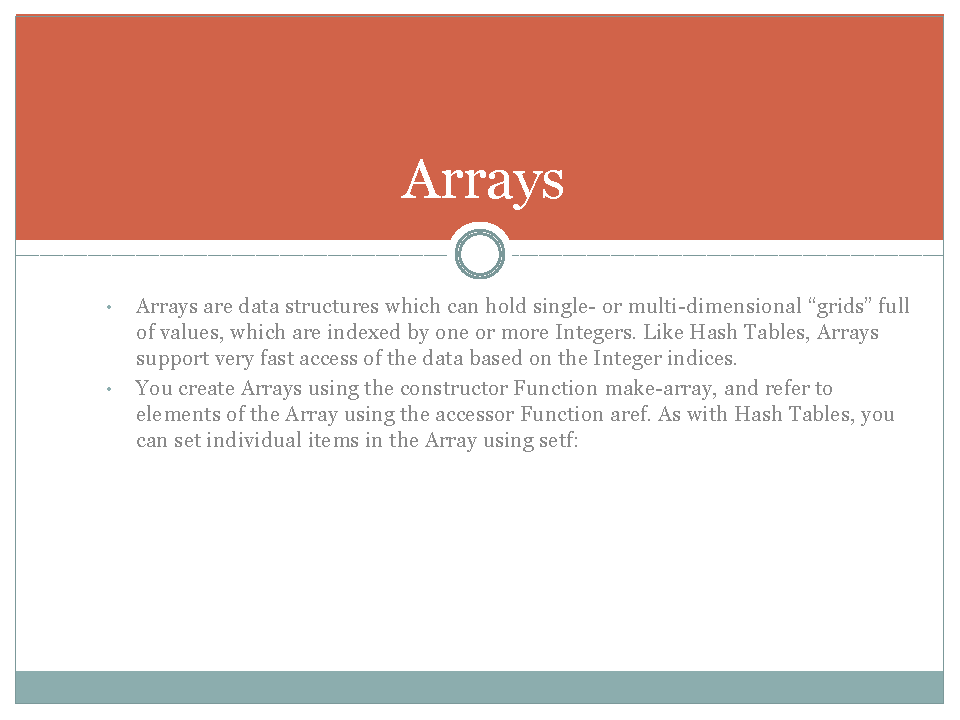 Arrays
• Arrays are data structures which can hold single- or multi-dimensional “grids” full
of values, which are indexed by one or more Integers. Like Hash Tables, Arrays
support very fast access of the data based on the Integer indices.
• You create Arrays using the constructor Function make-array, and refer to
elements of the Array using the accessor Function aref. As with Hash Tables, you
can set individual items in the Array using setf: